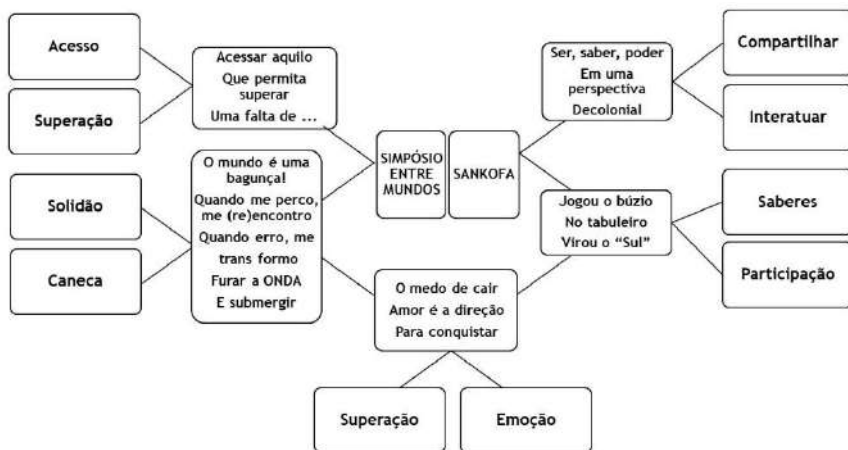 Acesso
Superação
Acessar aquilo
Que permita
superar
Uma falta de ...
Solidão
Caneca
O mundo é uma
bagunça!
Quando me perco,
me (re)encontro
Quando erro, me
trans formo
Furar a ONDA
E submergir
SIMPÓSIO
ENTRE
MUNDOS
SANKOFA
Ser, saber, poder
Em uma
perspectiva
Decolonial
Compartilhar
Interatuar
Jogou o búzio
No tabuleiro
Virou o “Sul”
Saberes
Participação
O medo de cair
Amor é a direção
Para conquistar
Superação
Emoção